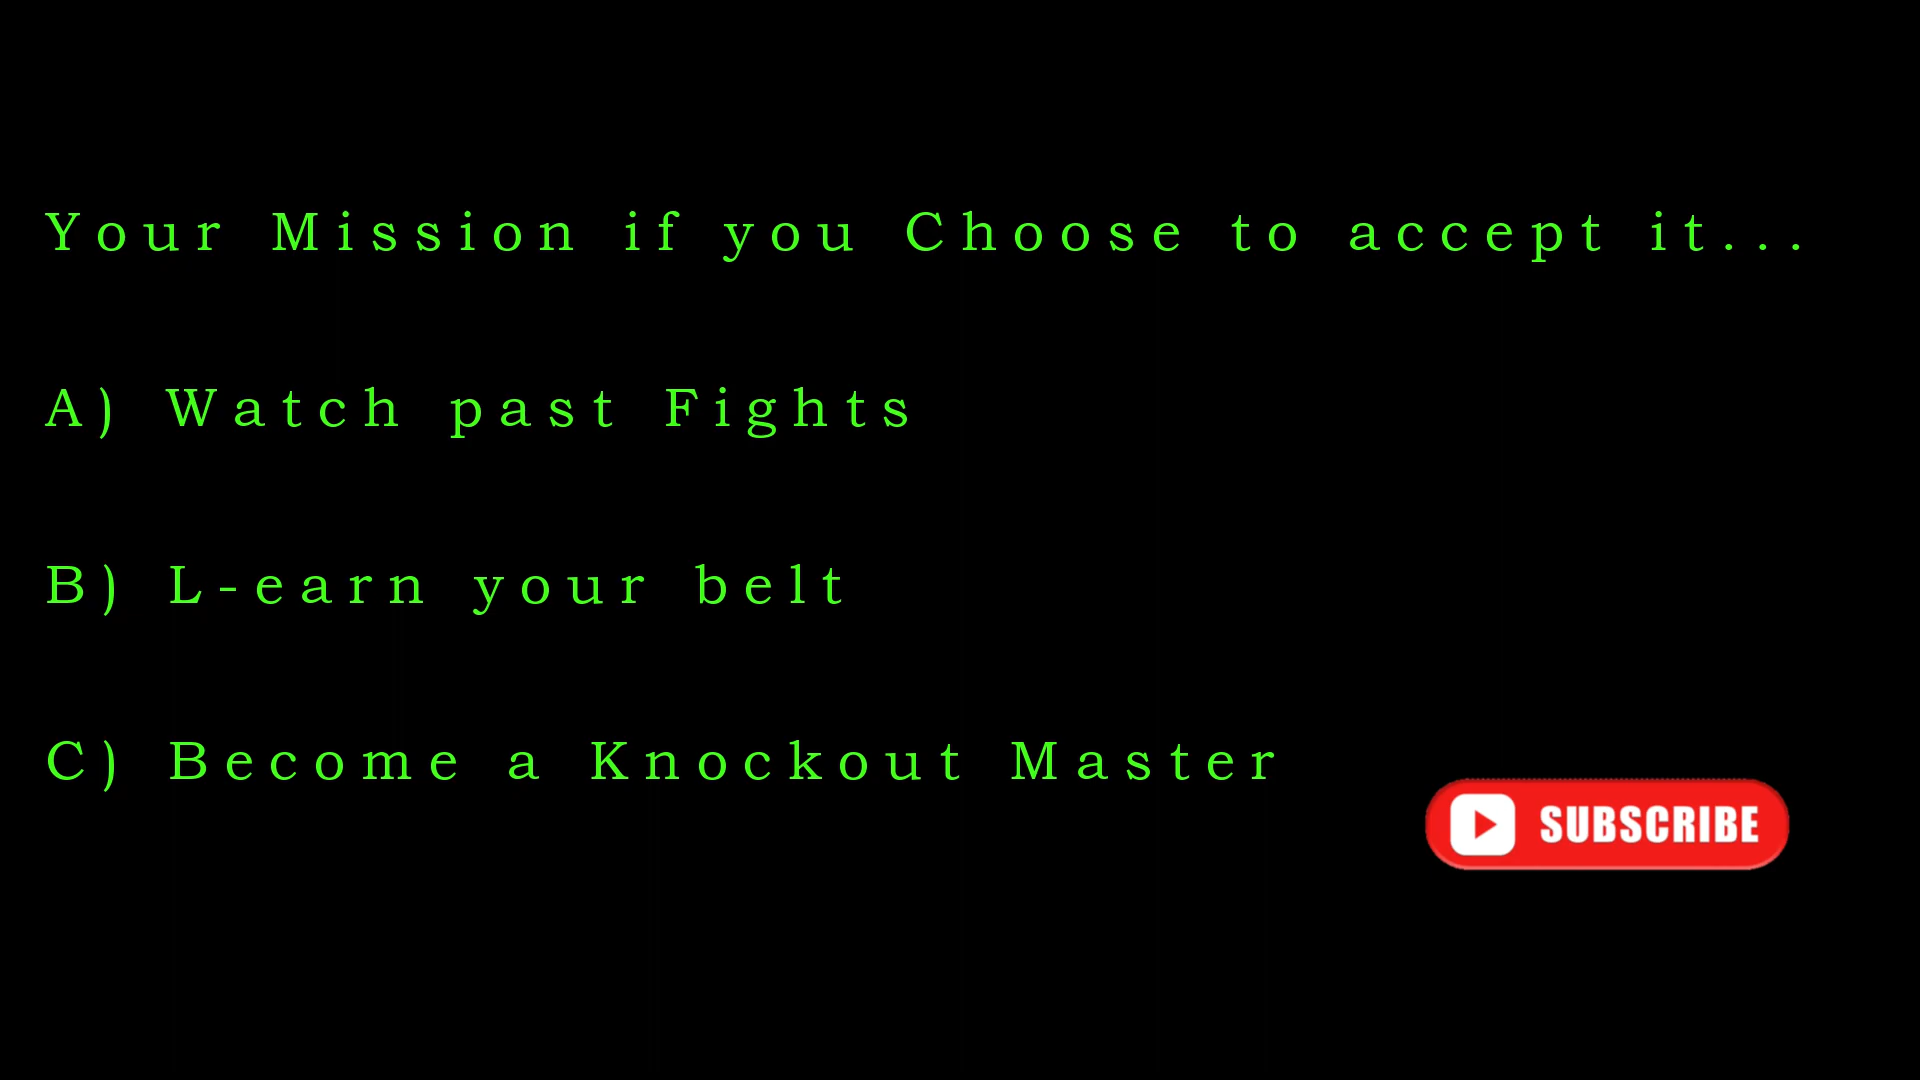 Your Mission if you Choose to accept it...
A) Watch past Fights
B) L-earn your belt
C) Become a Knockout Master
SUBSCRIBE